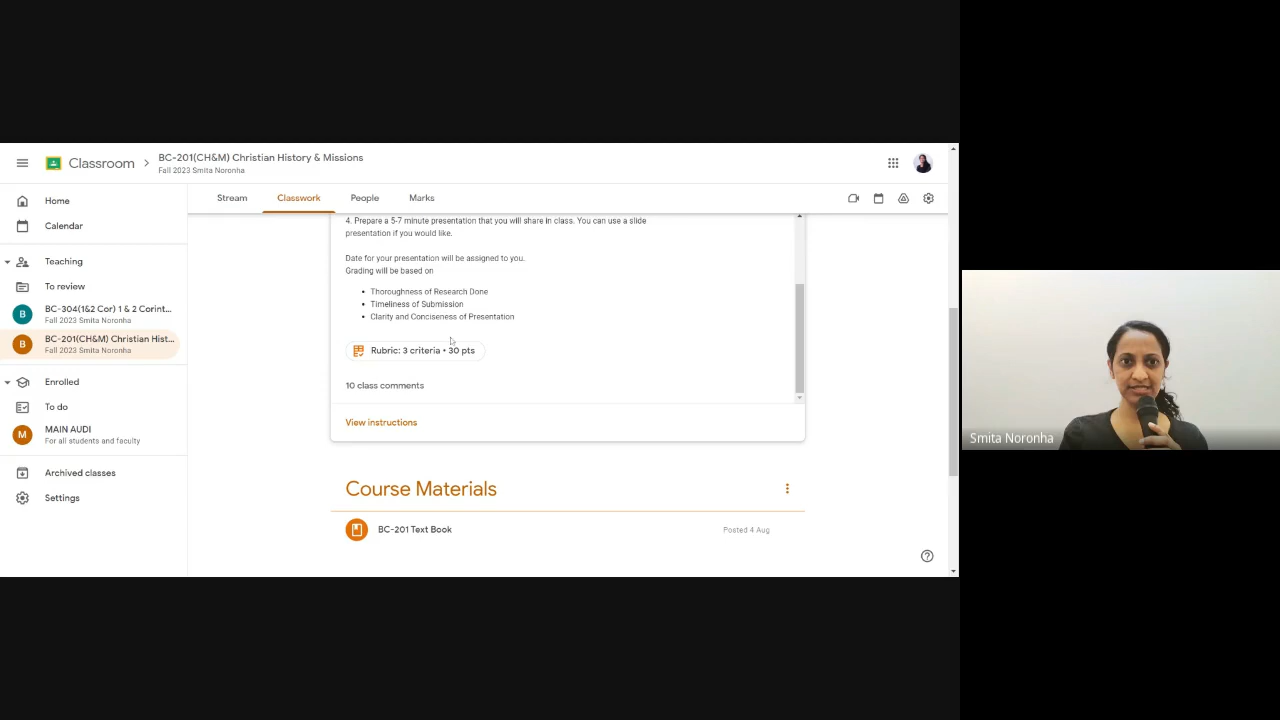 Classroom
BC-201(CH&M) Christian History & Missions
Fall 2023 Smita Noronha
Stream
Classwork
People
Marks
Home
Calendar
Teaching
To review
B
BC-304(1&2 Cor) 1 & 2 Corint...
Fall 2023 Smita Noronha
B
BC-201(CH&M) Christian Hist...
Fall 2023 Smita Noronha
Enrolled
To do
M
MAIN AUDI
For all students and faculty
Archived classes
Settings
4. Prepare a 5-7 minute presentation that you will share in class. You can use a slide
presentation if you would like.
Date for your presentation will be assigned to you.
Grading will be based on
• Thoroughness of Research Done
• Timeliness of Submission
• Clarity and Conciseness of Presentation
Rubric: 3 criteria • 30 pts
10 class comments
View instructions
Course Materials
BC-201 Text Book
Posted 4 Aug
Smita Noronha